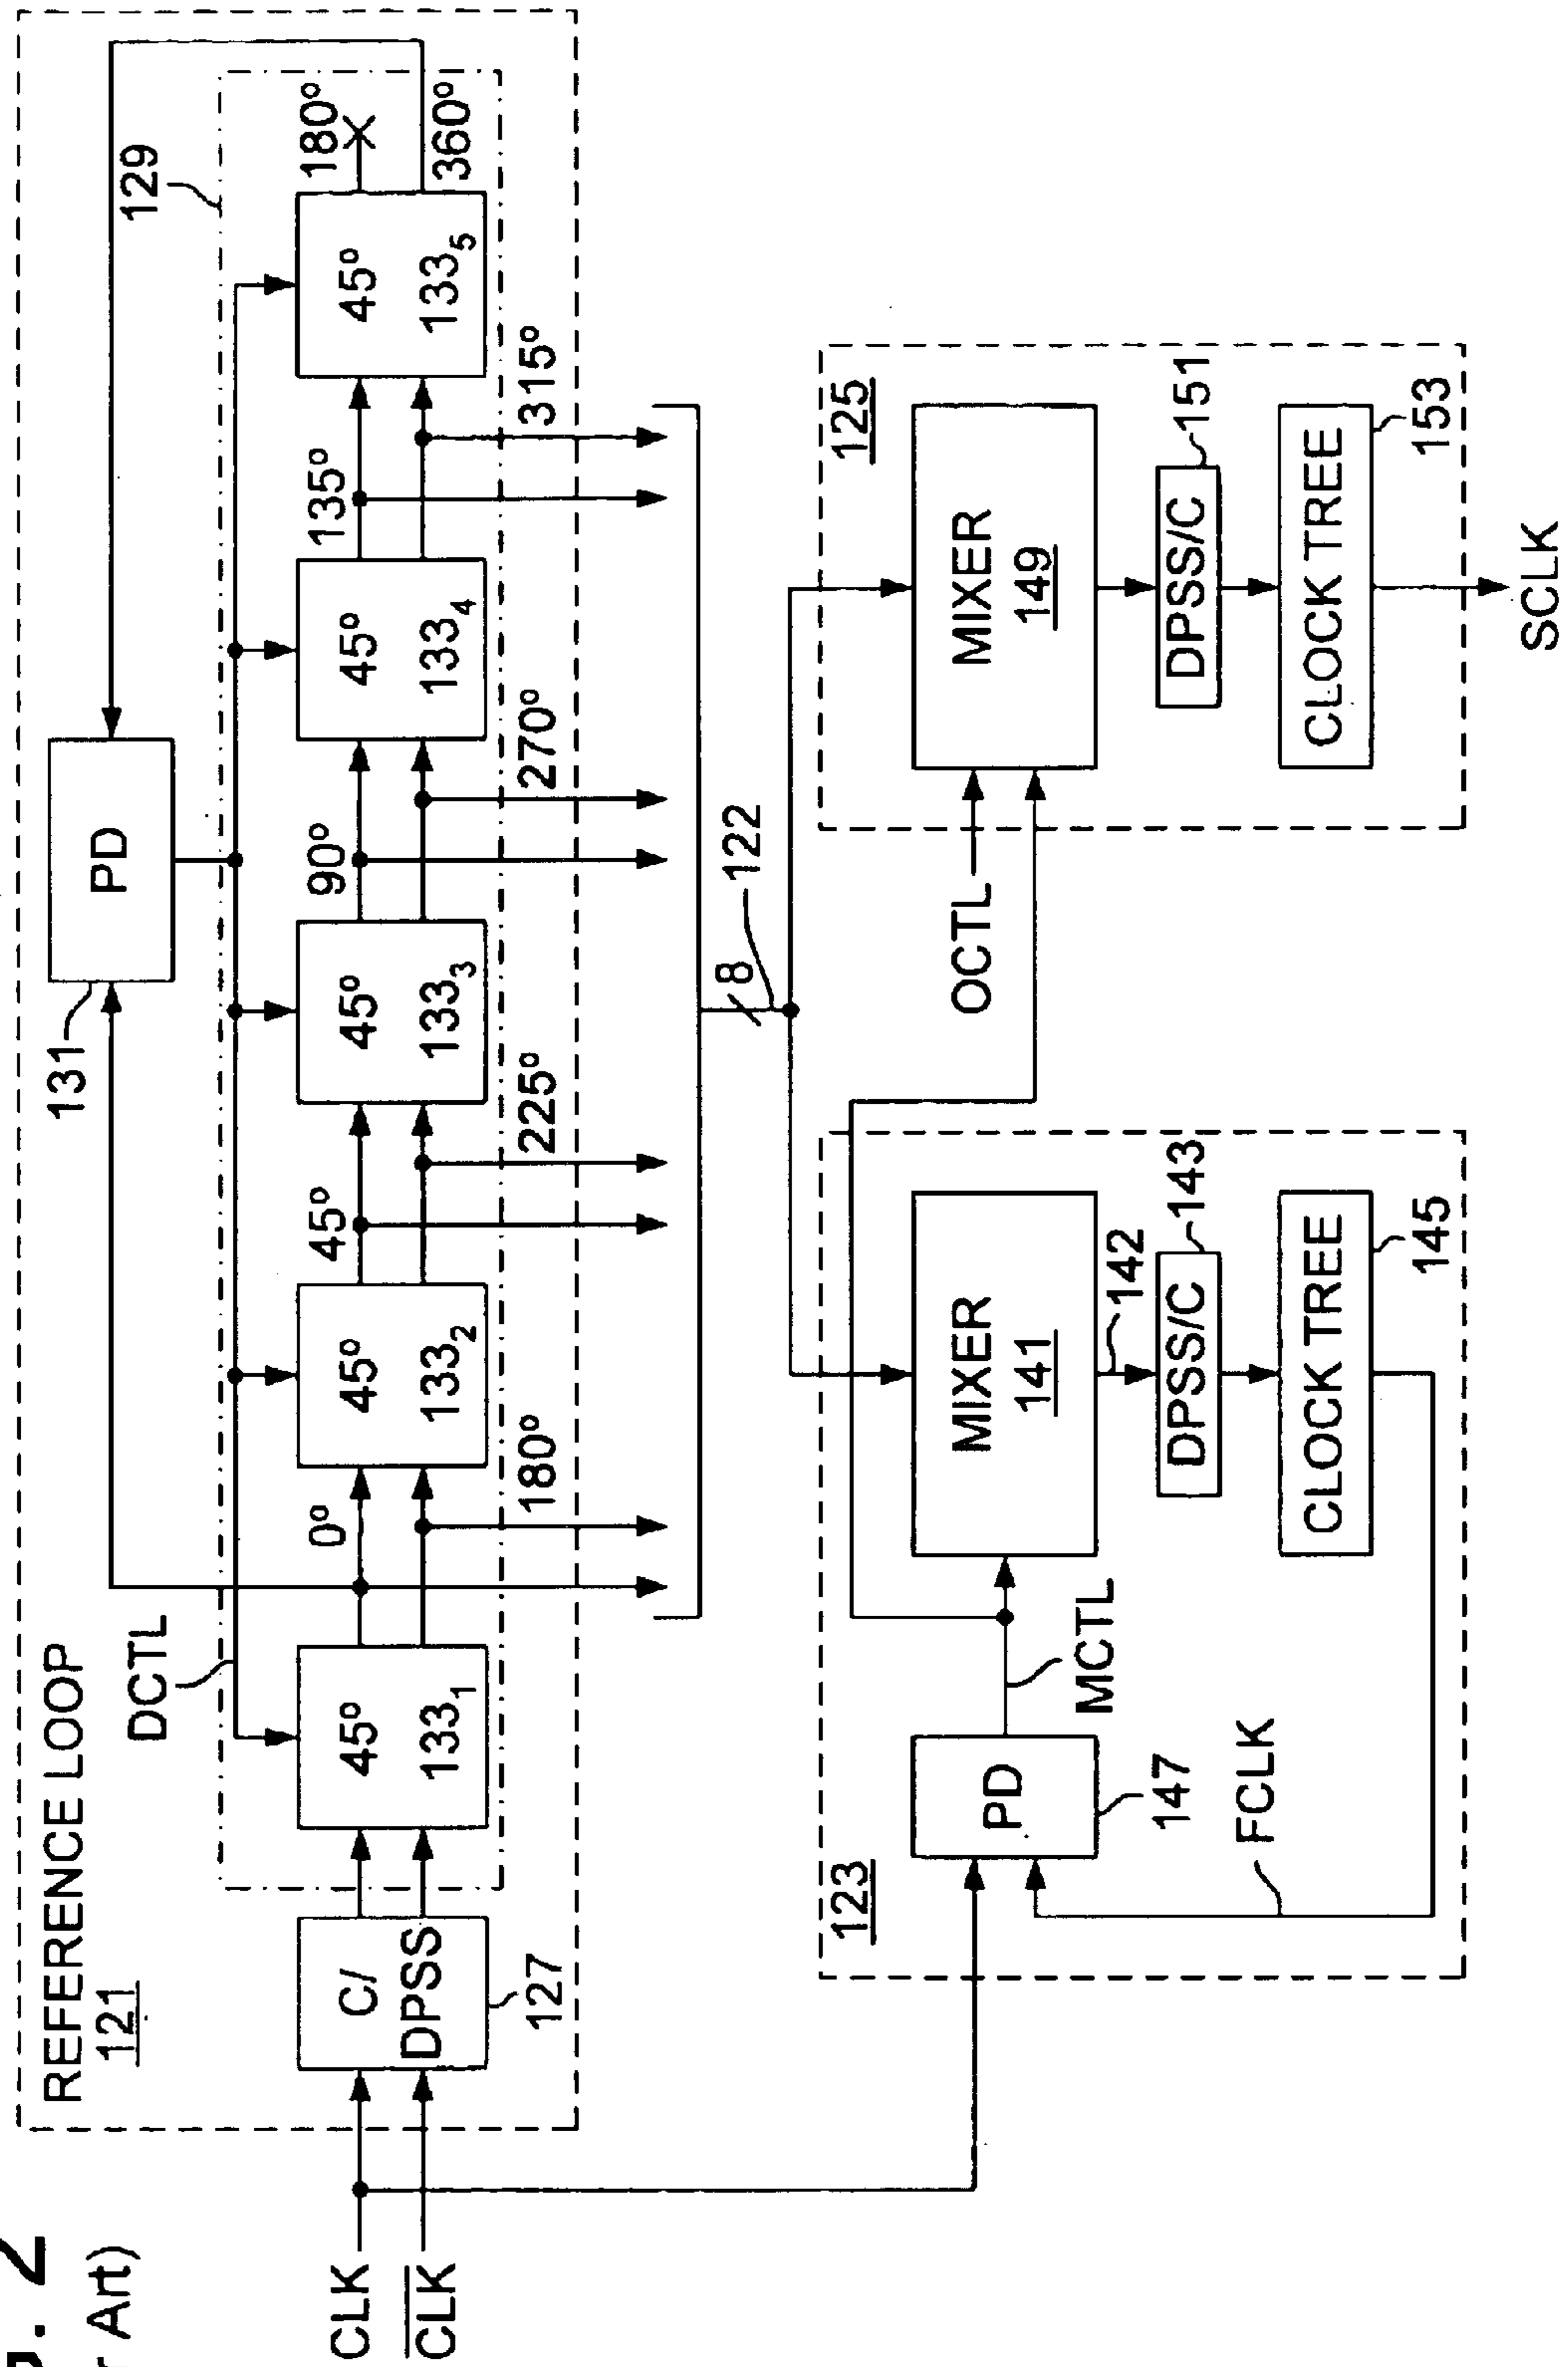 2
Art)
REFERENCE LOOP
121
DCTL
131
PD
129
CLK
CLK
C/
DPSS
127
45°
133₁
0°
180°
45°
133₂
45°
225°
45°
133₃
90°
270°
45°
133₄
135°
315°
45°
133₅
180°
360°
8
122
123
PD
147
MCTL
FCLK
MIXER
141
142
DPSS/C
143
CLOCK TREE
145
125
OCTL
MIXER
149
DPSS/C
151
CLOCK TREE
153
SCLK